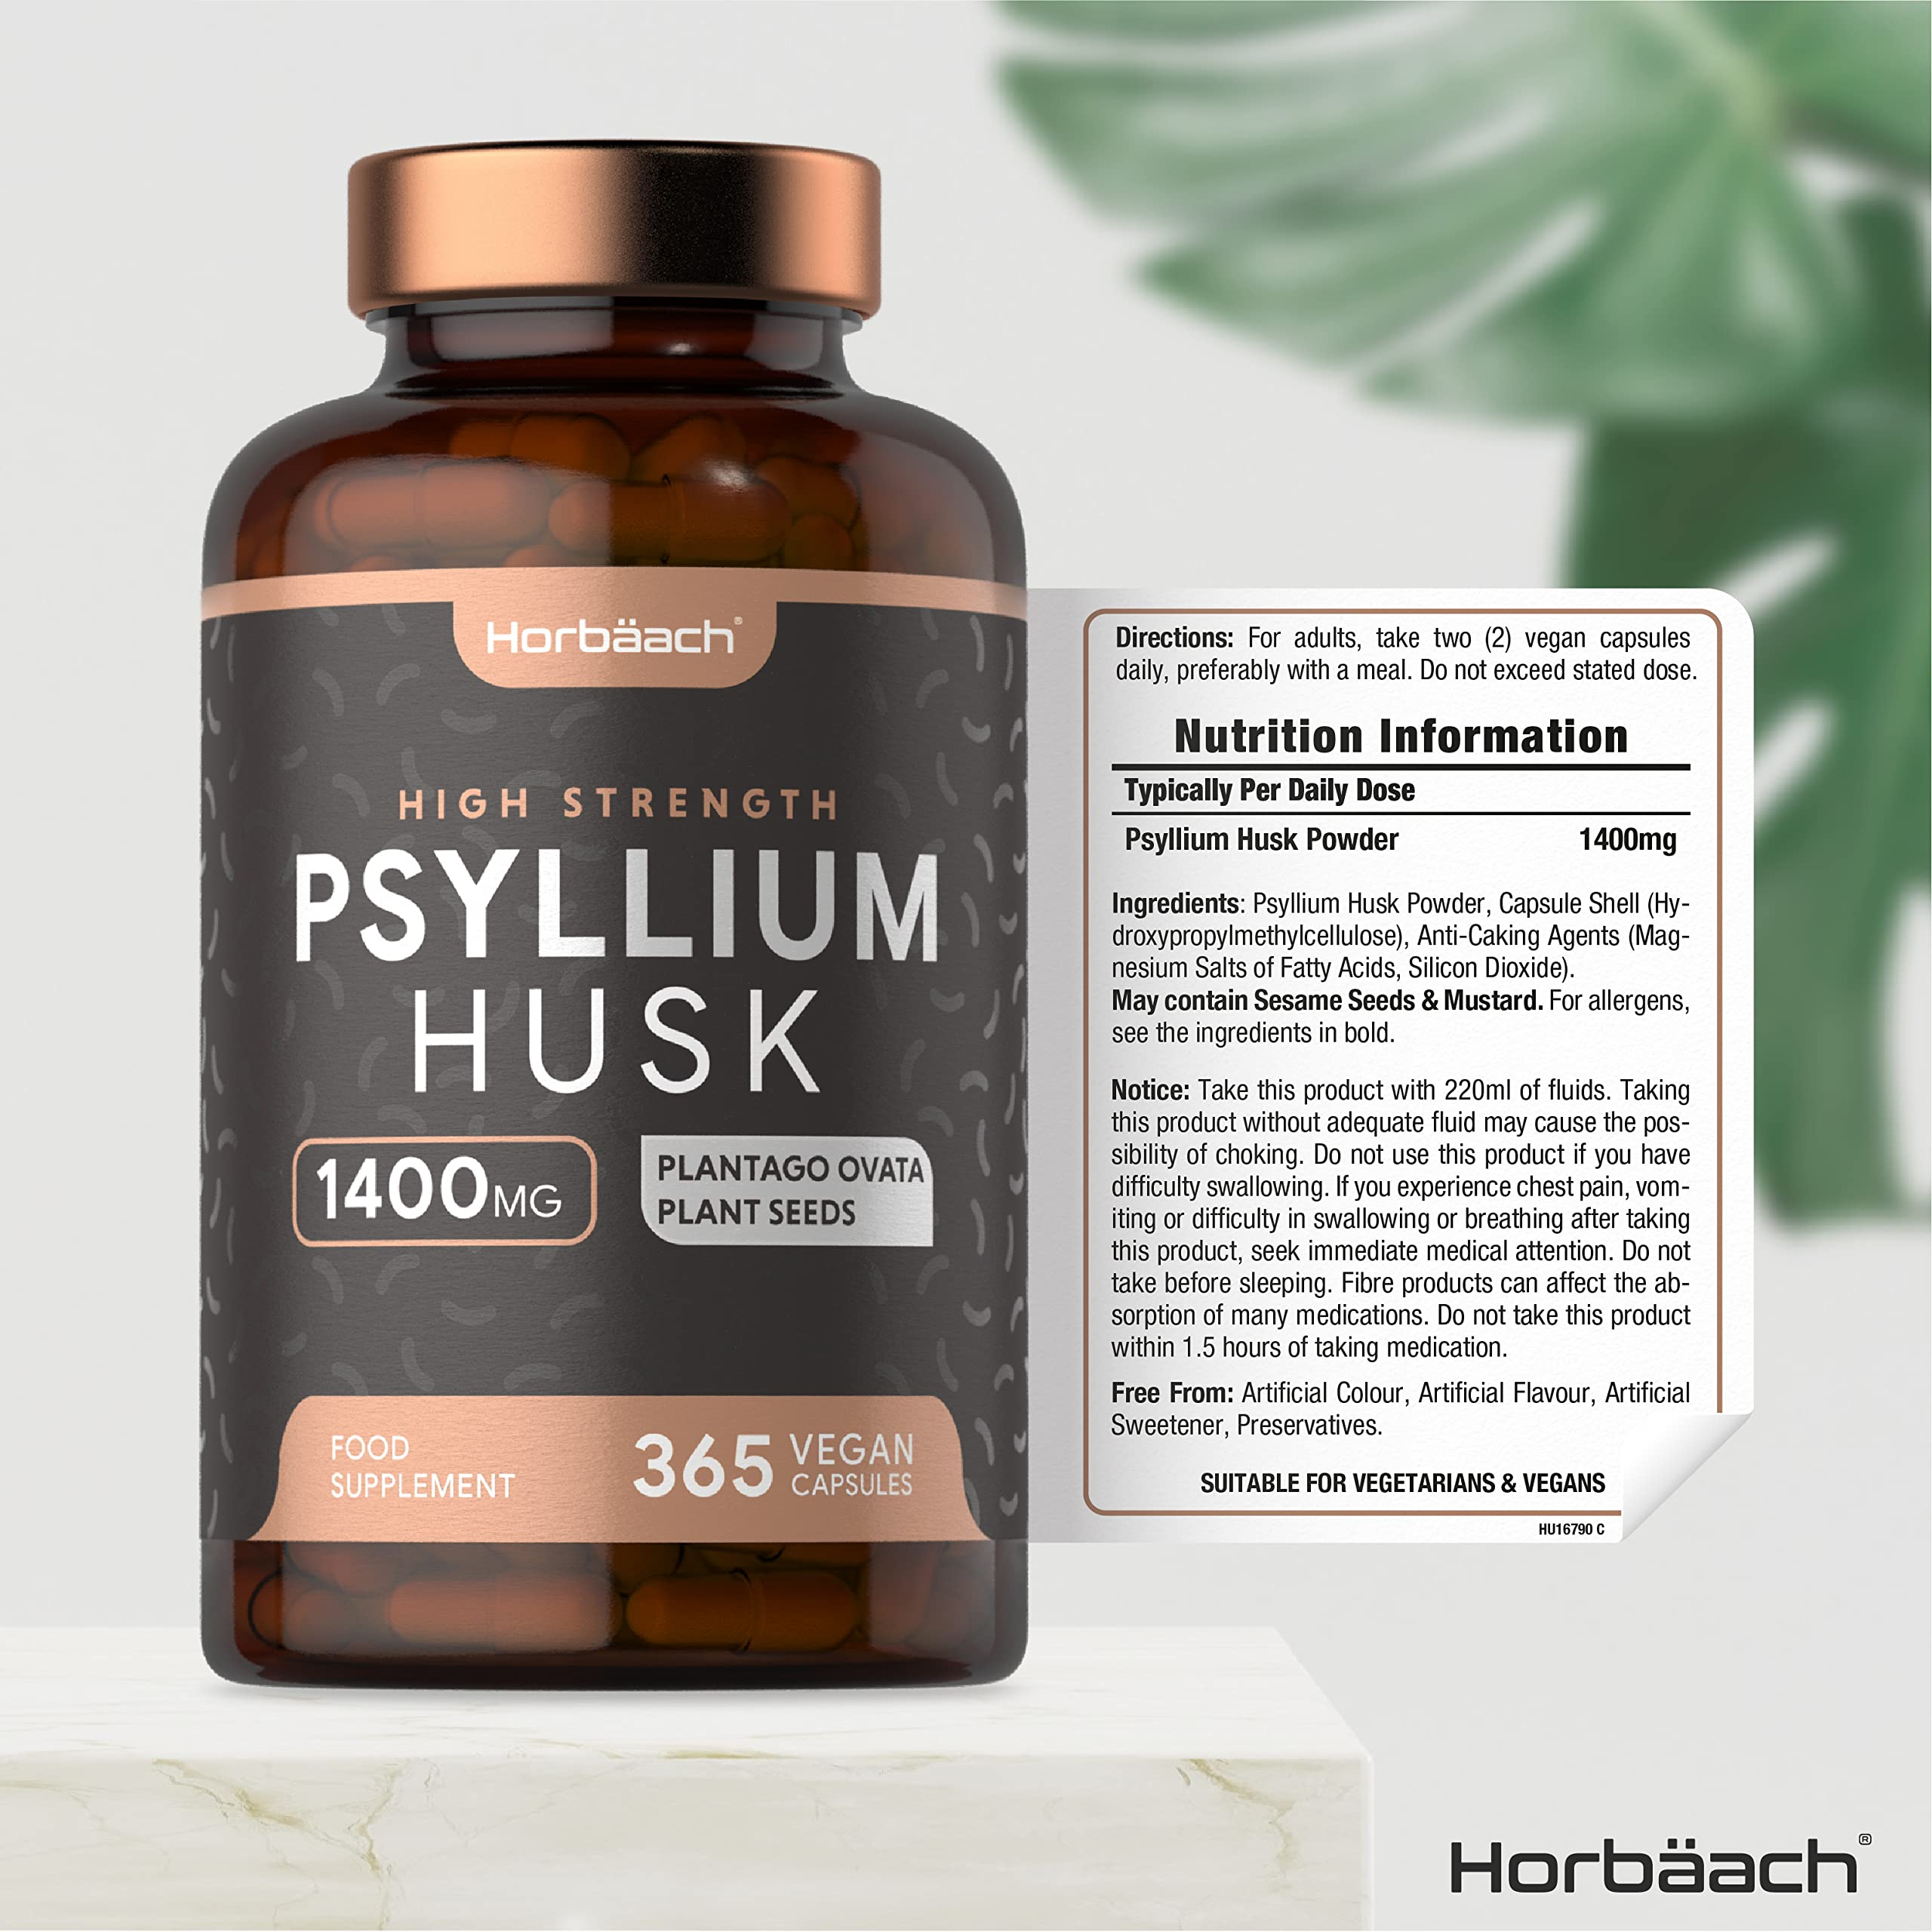 Horbäach®
HIGH STRENGTH
PSYLLIUM
HUSK
1400MG
PLANTAGO OVATA
PLANT SEEDS
FOOD
SUPPLEMENT
365 VEGAN
CAPSULES
Directions: For adults, take two (2) vegan capsules
daily, preferably with a meal. Do not exceed stated dose.
Nutrition Information
Typically Per Daily Dose
Psyllium Husk Powder 1400mg
Ingredients: Psyllium Husk Powder, Capsule Shell (Hy-
droxypropylmethylcellulose), Anti-Caking Agents (Mag-
nesium Salts of Fatty Acids, Silicon Dioxide).
May contain Sesame Seeds & Mustard. For allergens,
see the ingredients in bold.
Notice: Take this product with 220ml of fluids. Taking
this product without adequate fluid may cause the pos-
sibility of choking. Do not use this product if you have
difficulty swallowing. If you experience chest pain, vom-
iting or difficulty in swallowing or breathing after taking
this product, seek immediate medical attention. Do not
take before sleeping. Fibre products can affect the ab-
sorption of many medications. Do not take this product
within 1.5 hours of taking medication.
Free From: Artificial Colour, Artificial Flavour, Artificial
Sweetener, Preservatives.
SUITABLE FOR VEGETARIANS & VEGANS
HU16790 C
Horbäach®